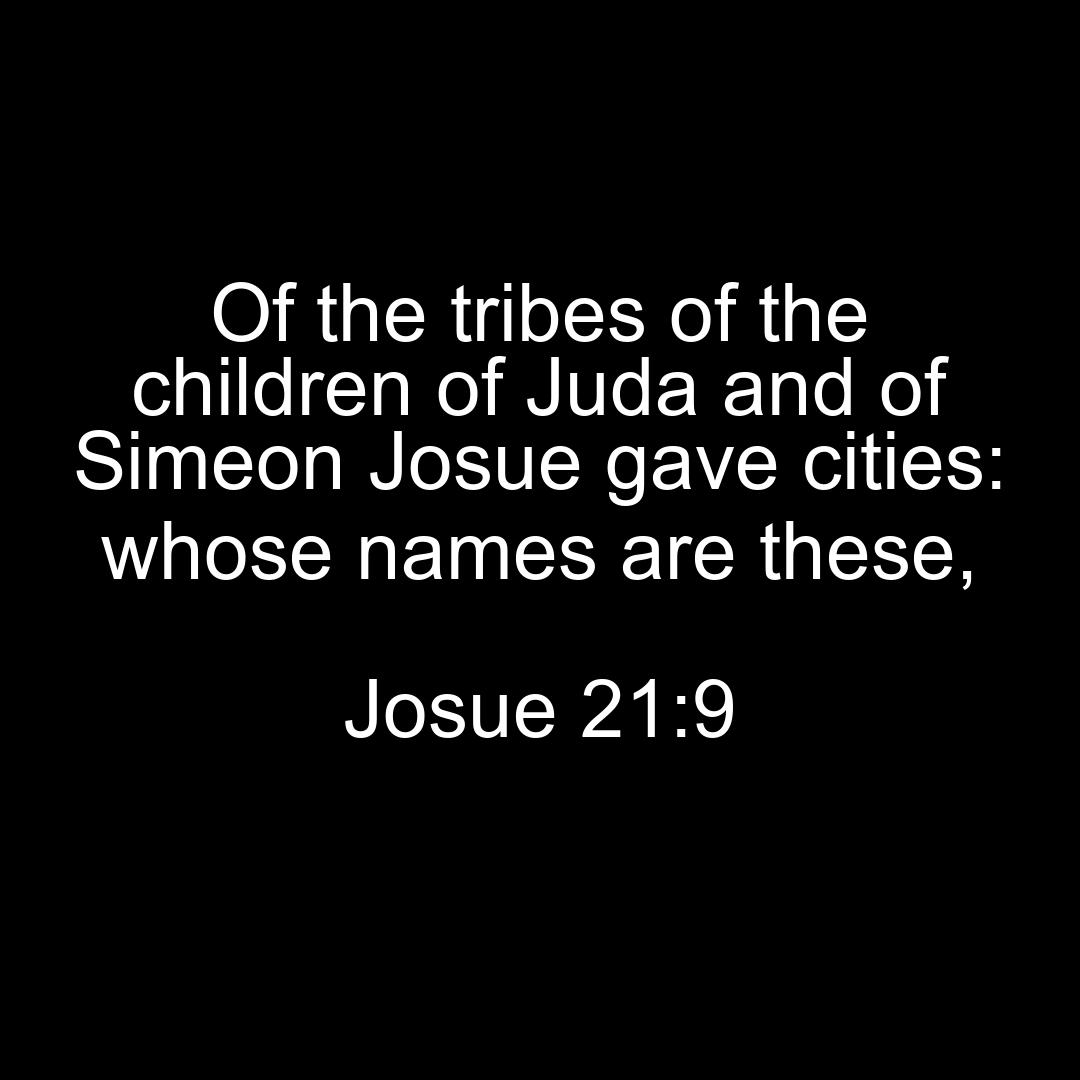 Of the tribes of the
children of Juda and of
Simeon Josue gave cities:
whose names are these,
Josue 21:9